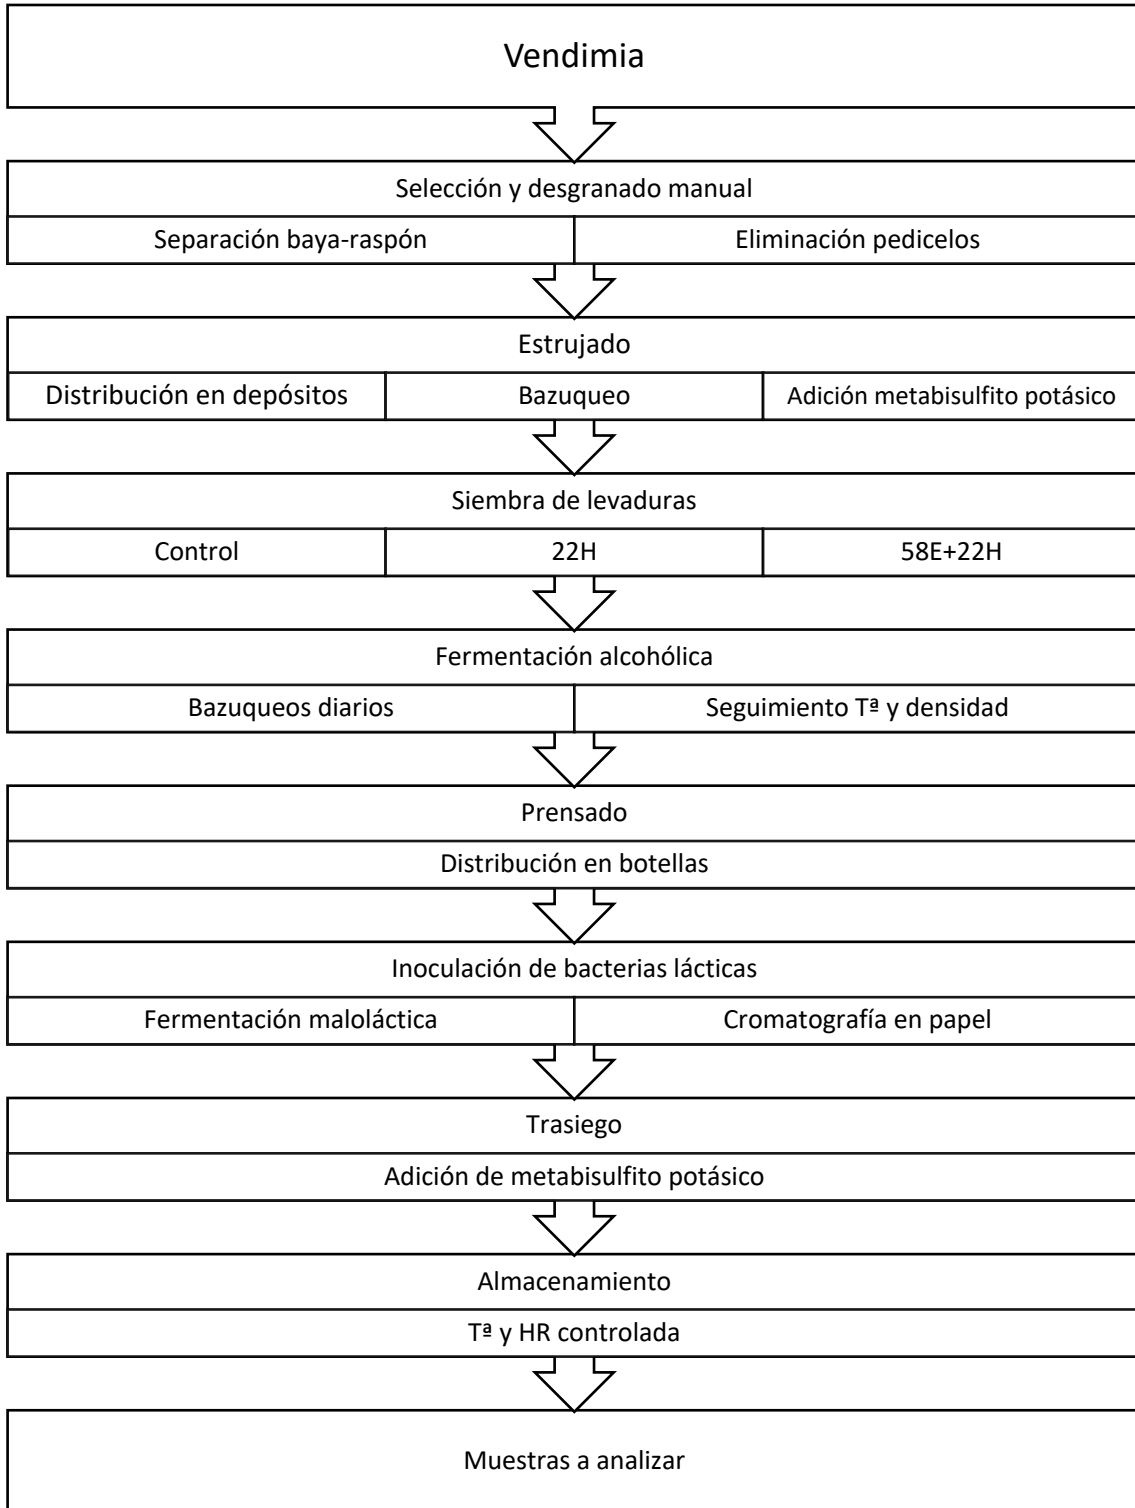 Vendimia
Selección y desgranado manual
Separación baya-raspón
Eliminación pedicelos
Estrujado
Distribución en depósitos
Bazuqueo
Adición metabisulfito potásico
Siembra de levaduras
Control
22H
58E+22H
Fermentación alcohólica
Bazuqueos diarios
Seguimiento Tª y densidad
Prensado
Distribución en botellas
Inoculación de bacterias lácticas
Fermentación maloláctica
Cromatografía en papel
Trasiego
Adición de metabisulfito potásico
Almacenamiento
Tª y HR controlada
Muestras a analizar